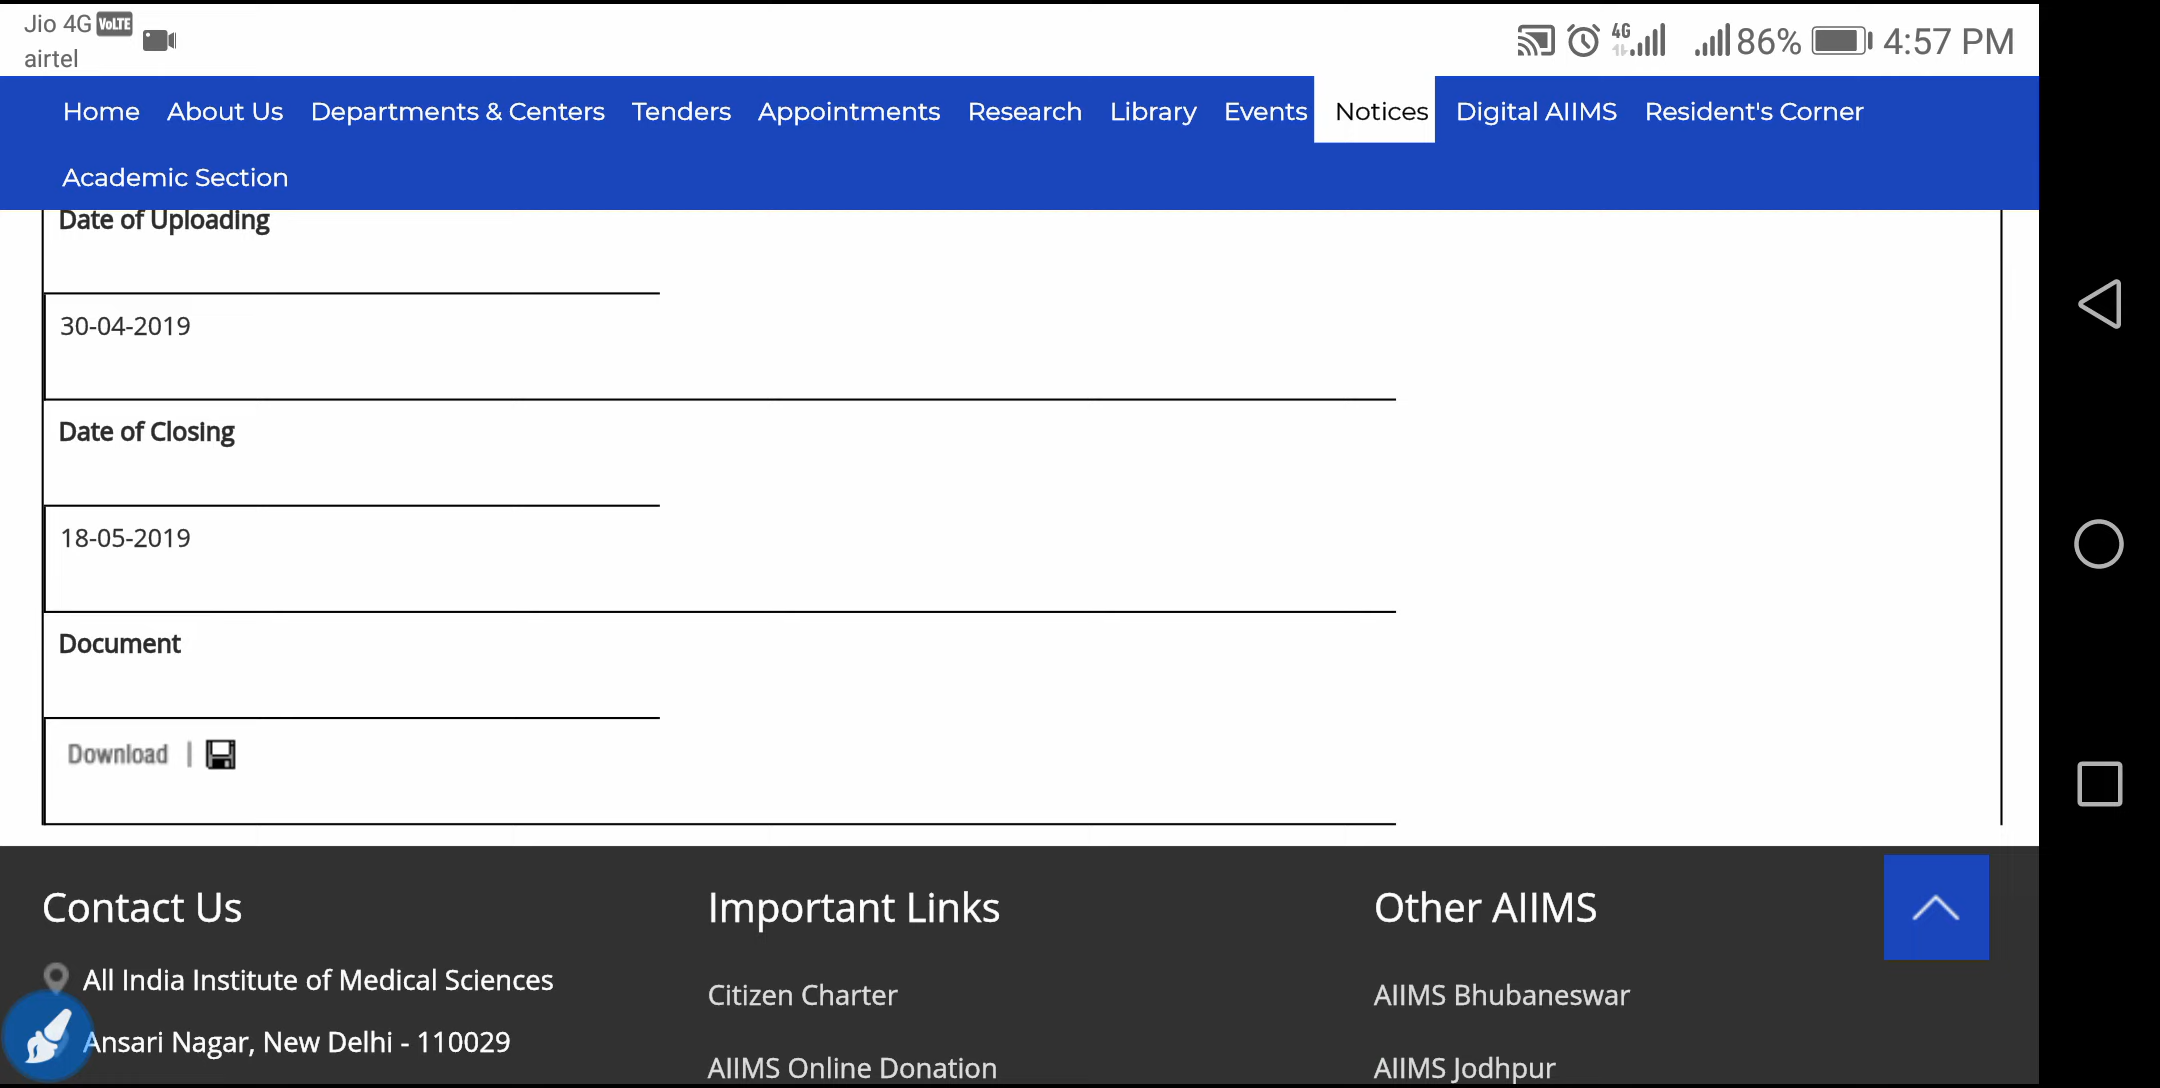 Jio 4G VoLTE
airtel
4G 86% 4:57 PM
Home About Us Departments & Centers Tenders Appointments Research Library Events Notices Digital AIIMS Resident's Corner
Academic Section
Date of Uploading
30-04-2019
Date of Closing
18-05-2019
Document
Download |
Contact Us
All India Institute of Medical Sciences
Ansari Nagar, New Delhi - 110029
Important Links
Citizen Charter
AIIMS Online Donation
Other AIIMS
AIIMS Bhubaneswar
AIIMS Jodhpur